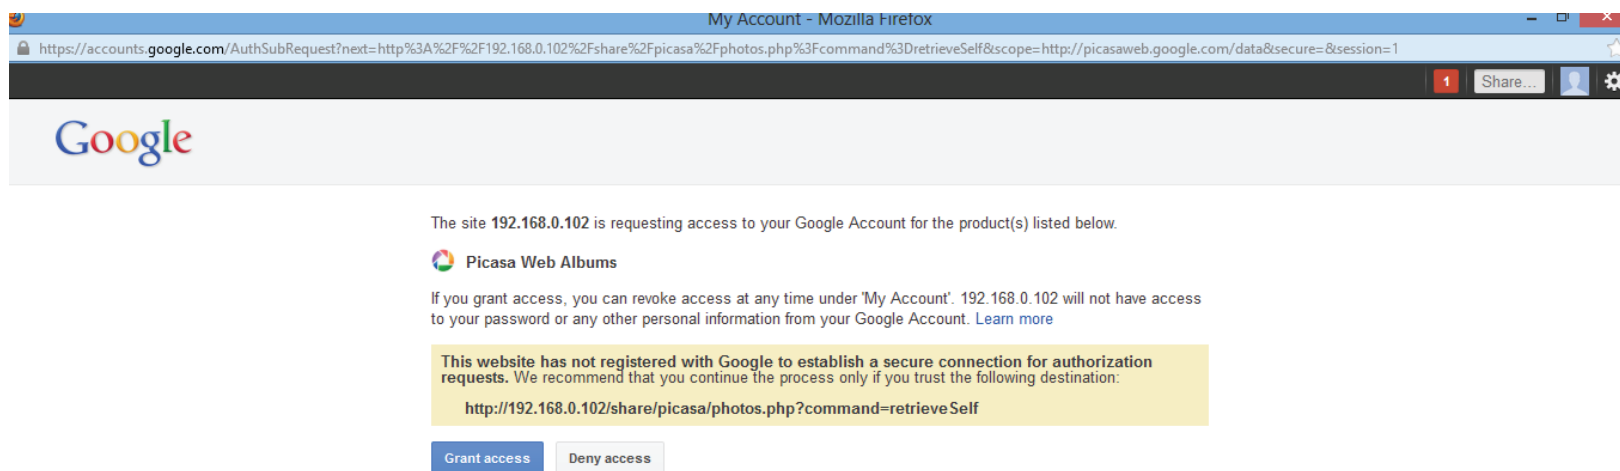 My Account - Mozilla Firefox
https://accounts.google.com/AuthSubRequest?next=http%3A%2F%2F192.168.0.102%2Fshare%2Fpicasa%2Fphotos.php%3Fcommand%3DretrieveSelf&scope=http://picasaweb.google.com/data&secure=&session=1
1 Share...
Google
The site 192.168.0.102 is requesting access to your Google Account for the product(s) listed below.
Picasa Web Albums
If you grant access, you can revoke access at any time under 'My Account'. 192.168.0.102 will not have access
to your password or any other personal information from your Google Account. Learn more
This website has not registered with Google to establish a secure connection for authorization
requests. We recommend that you continue the process only if you trust the following destination:
http://192.168.0.102/share/picasa/photos.php?command=retrieveSelf
Grant access Deny access